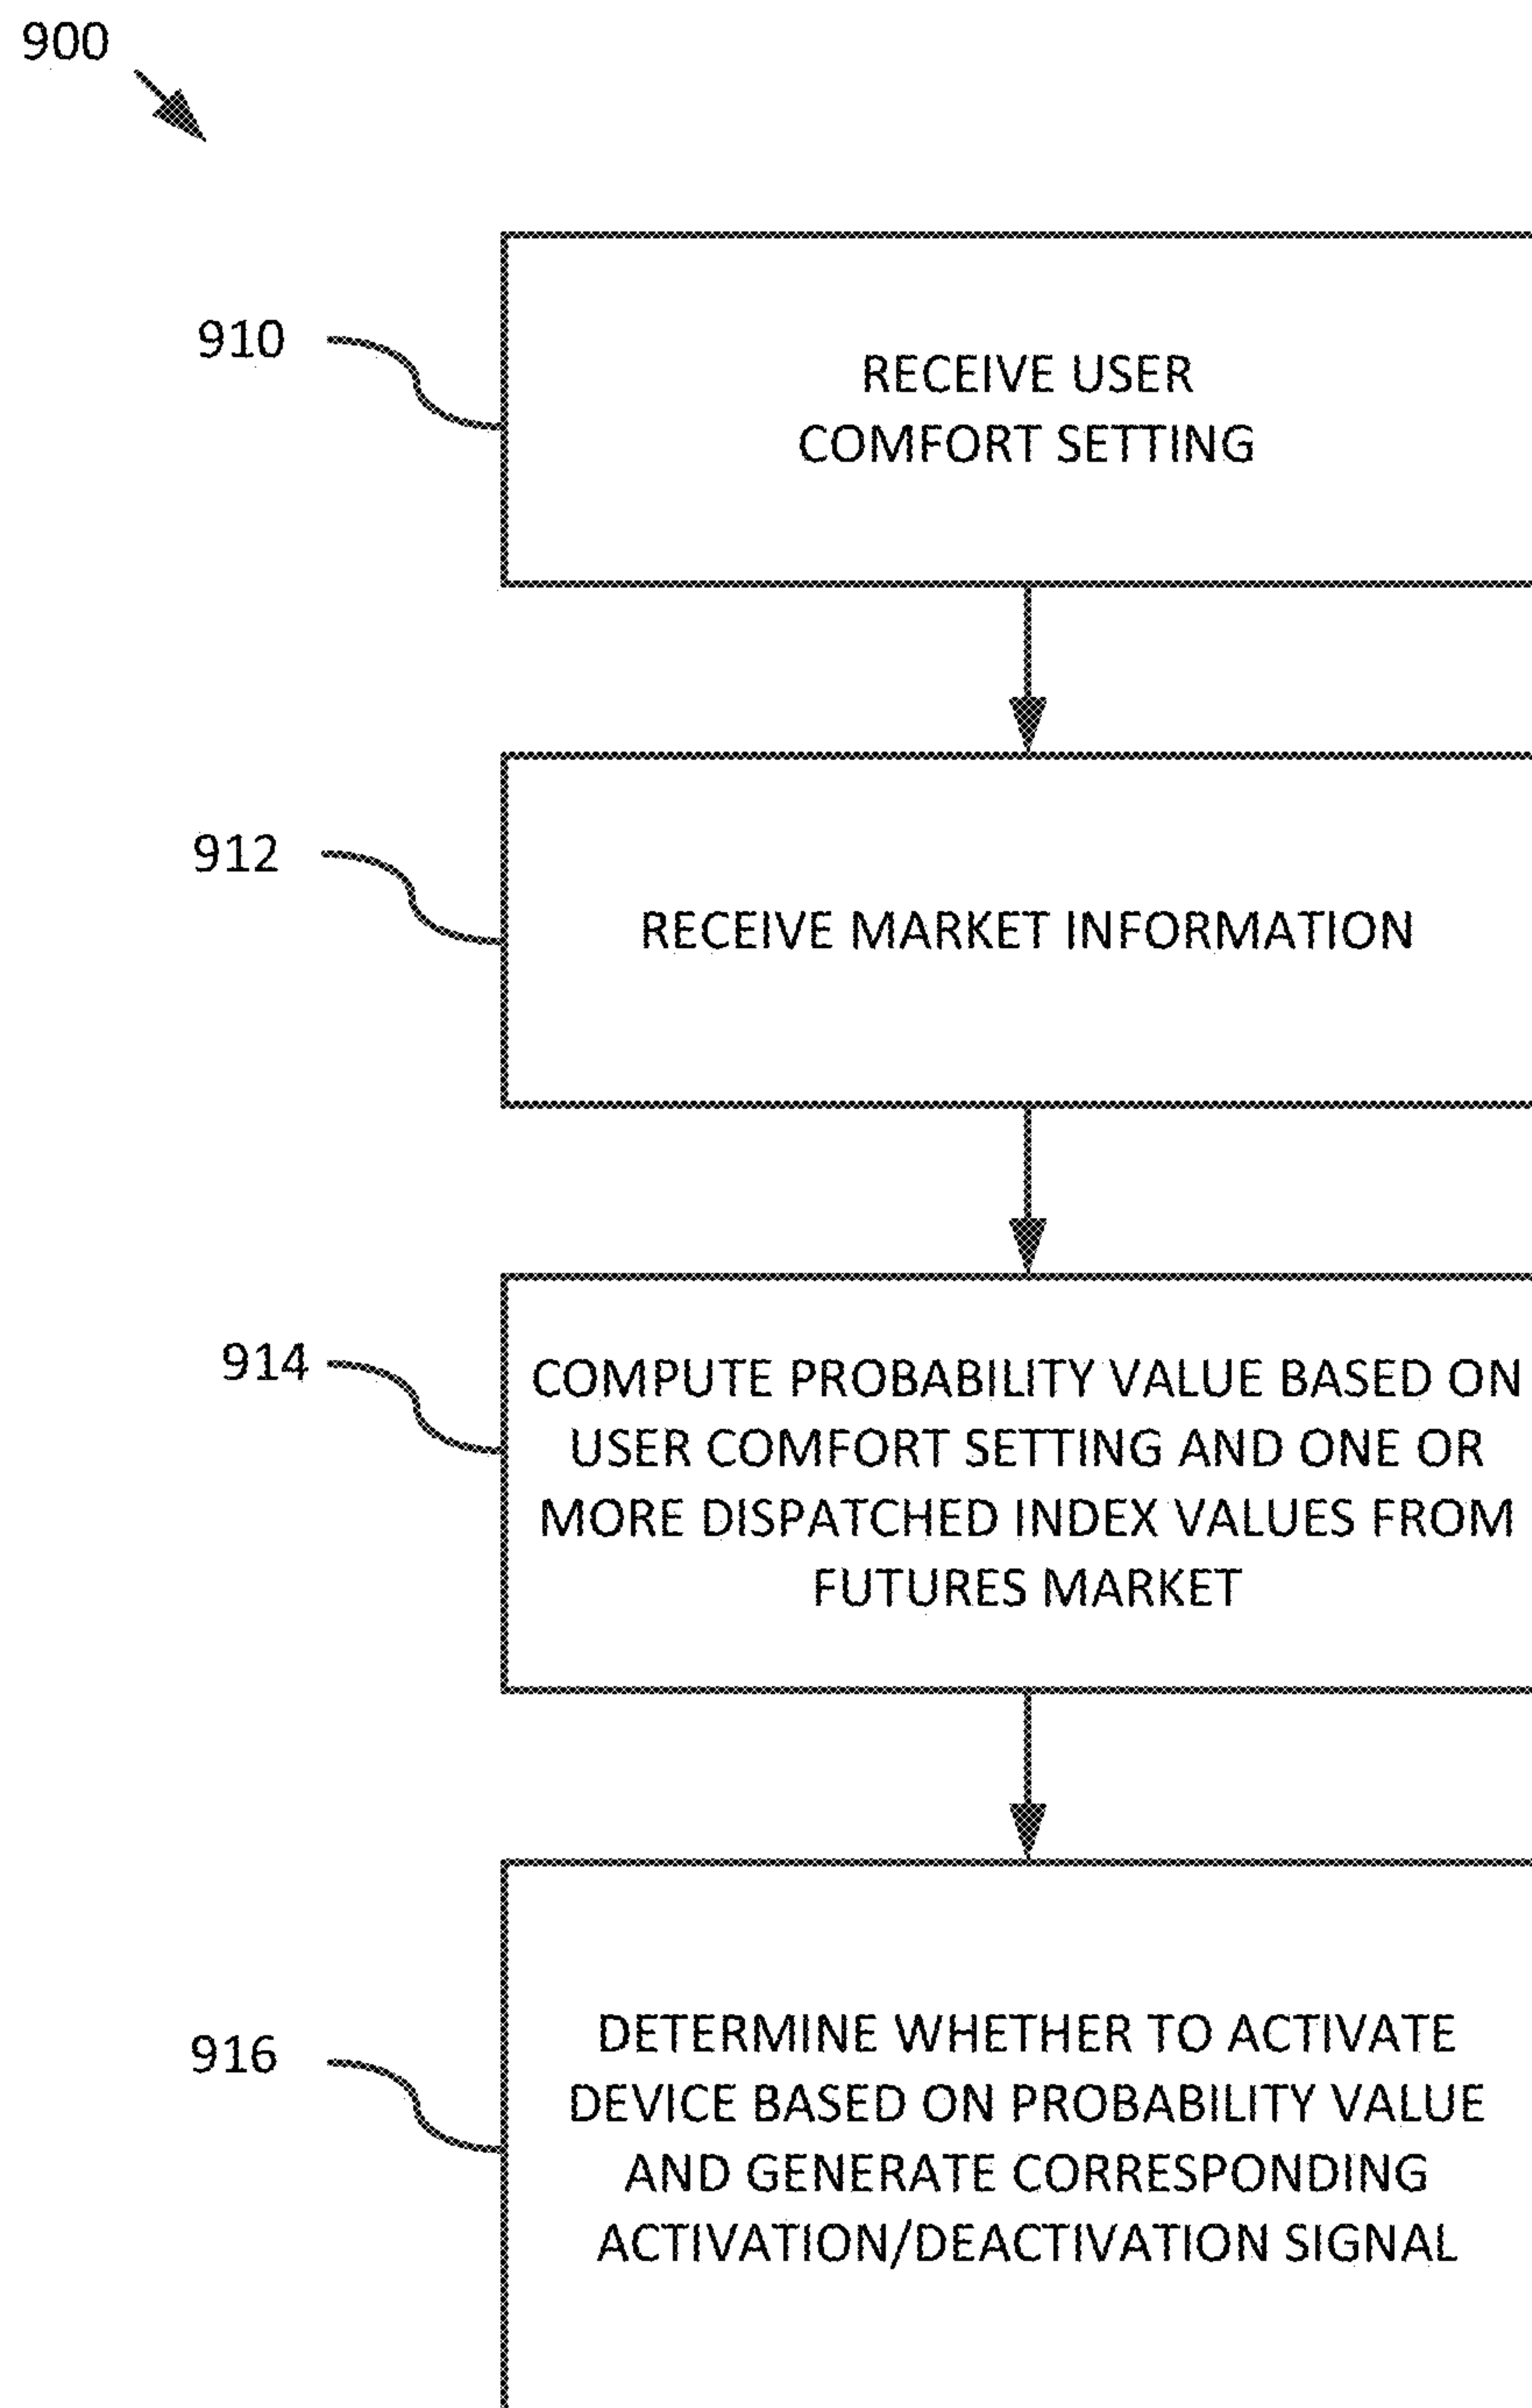 900
910
RECEIVE USER
COMFORT SETTING
912
RECEIVE MARKET INFORMATION
914
COMPUTE PROBABILITY VALUE BASED ON
USER COMFORT SETTING AND ONE OR
MORE DISPATCHED INDEX VALUES FROM
FUTURES MARKET
916
DETERMINE WHETHER TO ACTIVATE
DEVICE BASED ON PROBABILITY VALUE
AND GENERATE CORRESPONDING
ACTIVATION/DEACTIVATION SIGNAL